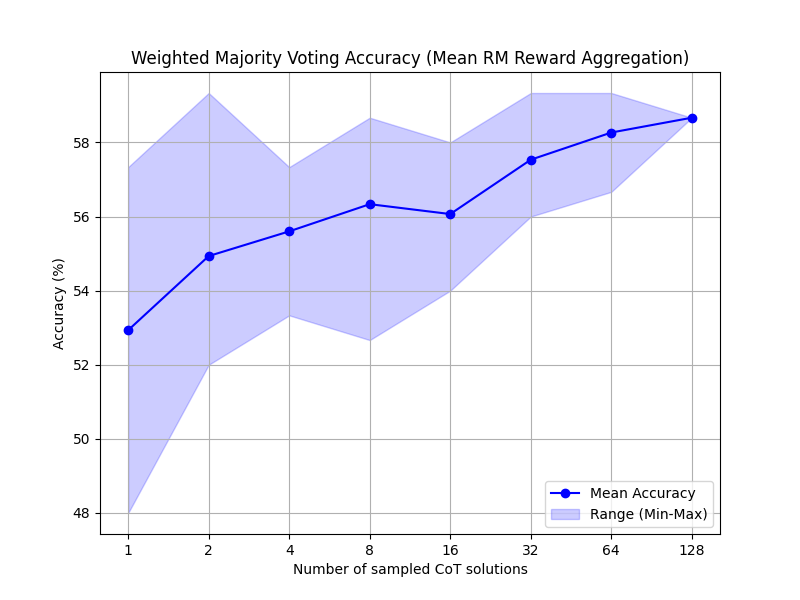 Weighted Majority Voting Accuracy (Mean RM Reward Aggregation)
Accuracy (%)
58
56
54
52
50
48
Mean Accuracy
Range (Min-Max)
1 2 4 8 16 32 64 128
Number of sampled CoT solutions